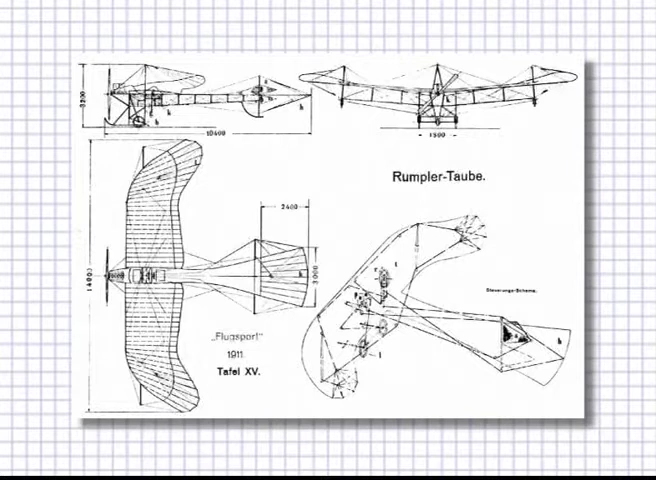 3200
10400
1500
Rumpler-Taube.
2400
14000
3000
Steuerungs-Schema.
„Flugsport“
1911.
Tafel XV.